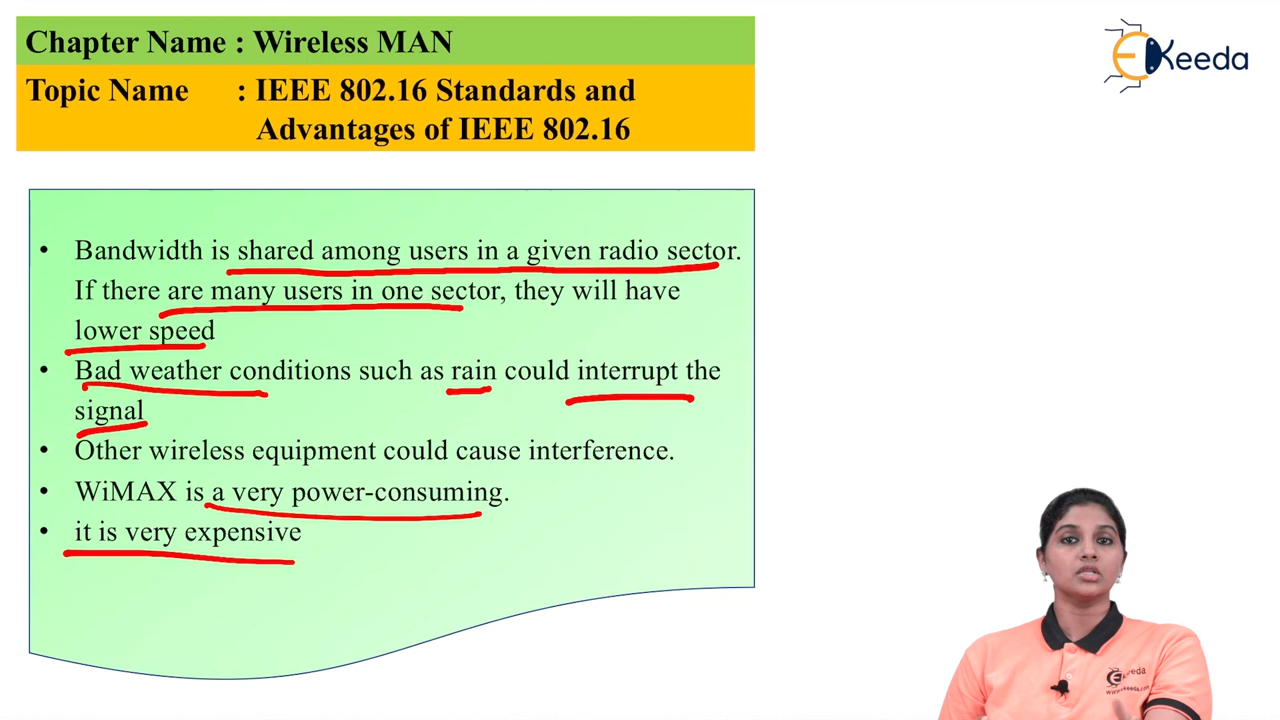 Chapter Name : Wireless MAN
Topic Name : IEEE 802.16 Standards and
Advantages of IEEE 802.16
EKeeda
• Bandwidth is shared among users in a given radio sector.
If there are many users in one sector, they will have
lower speed
• Bad weather conditions such as rain could interrupt the
signal
• Other wireless equipment could cause interference.
• WiMAX is a very power-consuming.
• it is very expensive